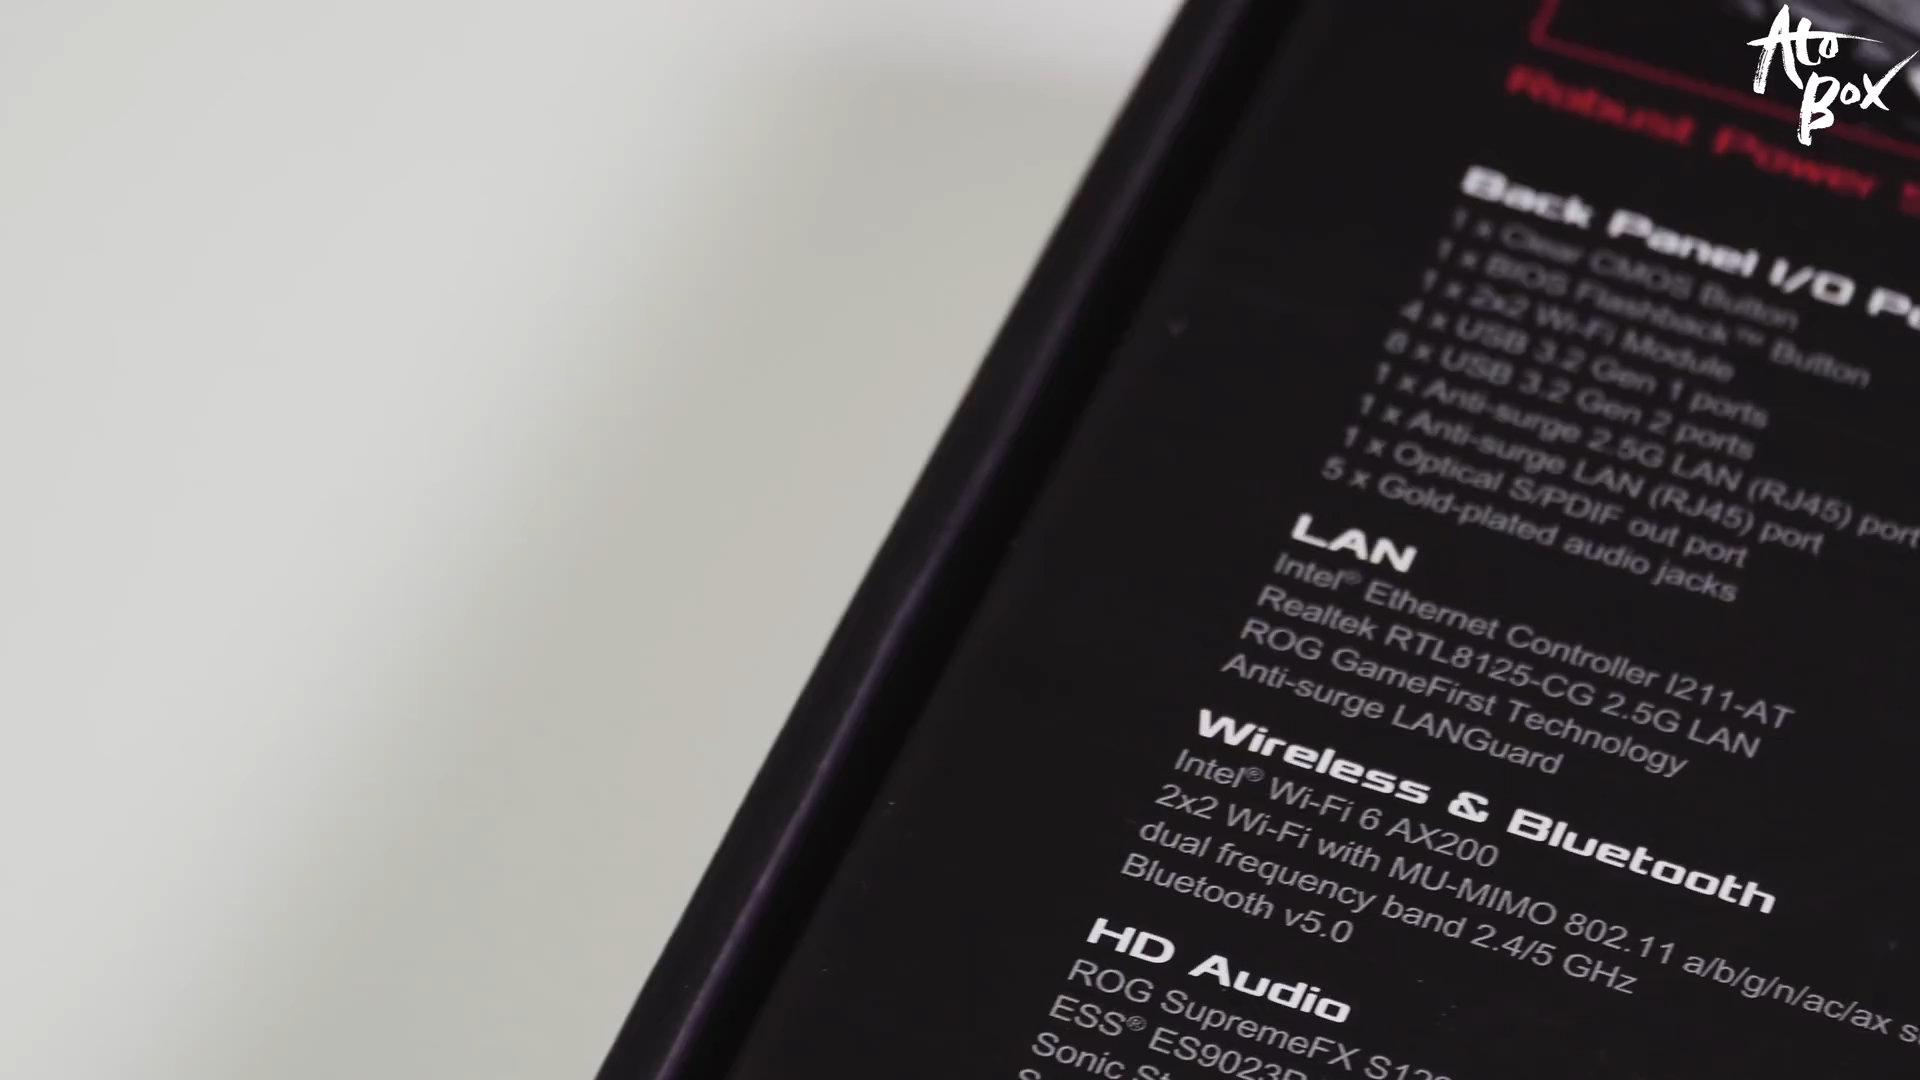 Ato
Box
Robust Power
Back Panel I/O
1 x Clear CMOS Button
1 x BIOS Flashback™ Button
1 x 2x2 Wi-Fi Module
4 x USB 3.2 Gen 1 ports
8 x USB 3.2 Gen 2 ports
1 x Anti-surge 2.5G LAN (RJ45) port
1 x Anti-surge LAN (RJ45) port
1 x Optical S/PDIF out port
5 x Gold-plated audio jacks
LAN
Intel® Ethernet Controller I211-AT
Realtek RTL8125-CG 2.5G LAN
ROG GameFirst Technology
Anti-surge LANGuard
Wireless & Bluetooth
Intel® Wi-Fi 6 AX200
2x2 Wi-Fi with MU-MIMO 802.11 a/b/g/n/ac/ax
dual frequency band 2.4/5 GHz
Bluetooth v5.0
HD Audio
ROG SupremeFX
ESS®
Sonic